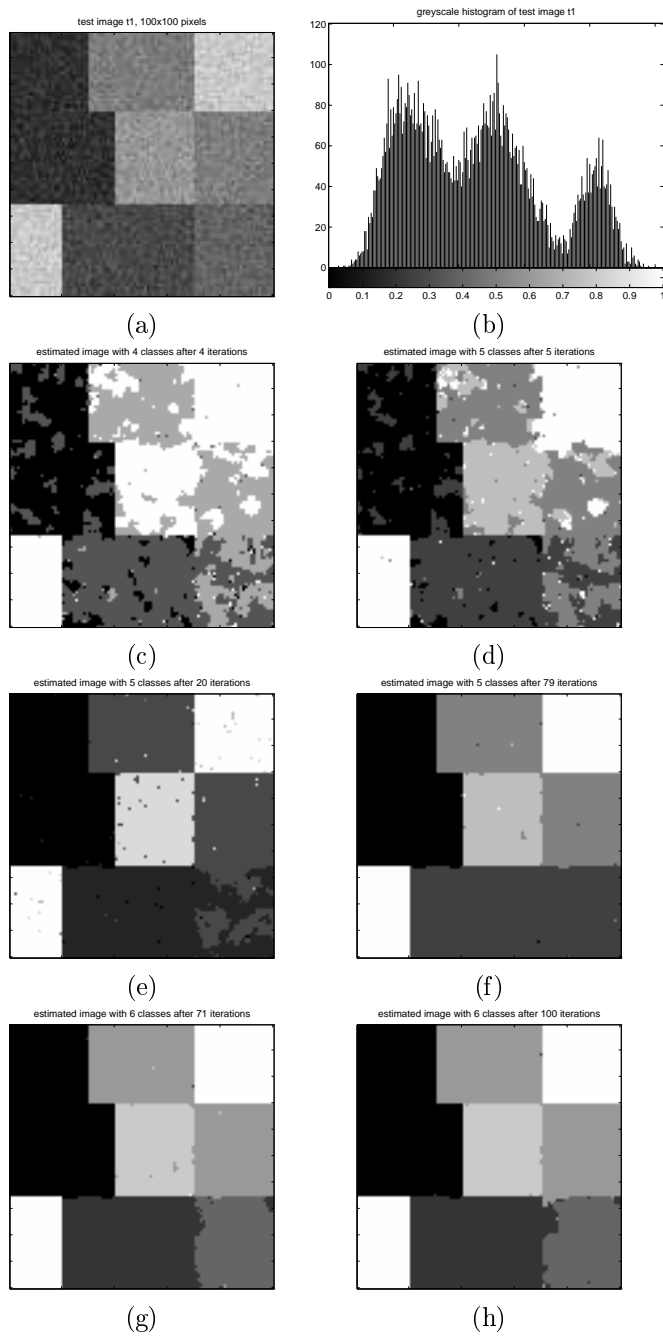 test image t1, 100x100 pixels
greyscale histogram of test image t1
120
100
80
60
40
20
0
0 0.1 0.2 0.3 0.4 0.5 0.6 0.7 0.8 0.9 1
(a) (b)
estimated image with 4 classes after 4 iterations
estimated image with 5 classes after 5 iterations
(c) (d)
estimated image with 5 classes after 20 iterations
estimated image with 5 classes after 79 iterations
(e) (f)
estimated image with 6 classes after 71 iterations
estimated image with 6 classes after 100 iterations
(g) (h)